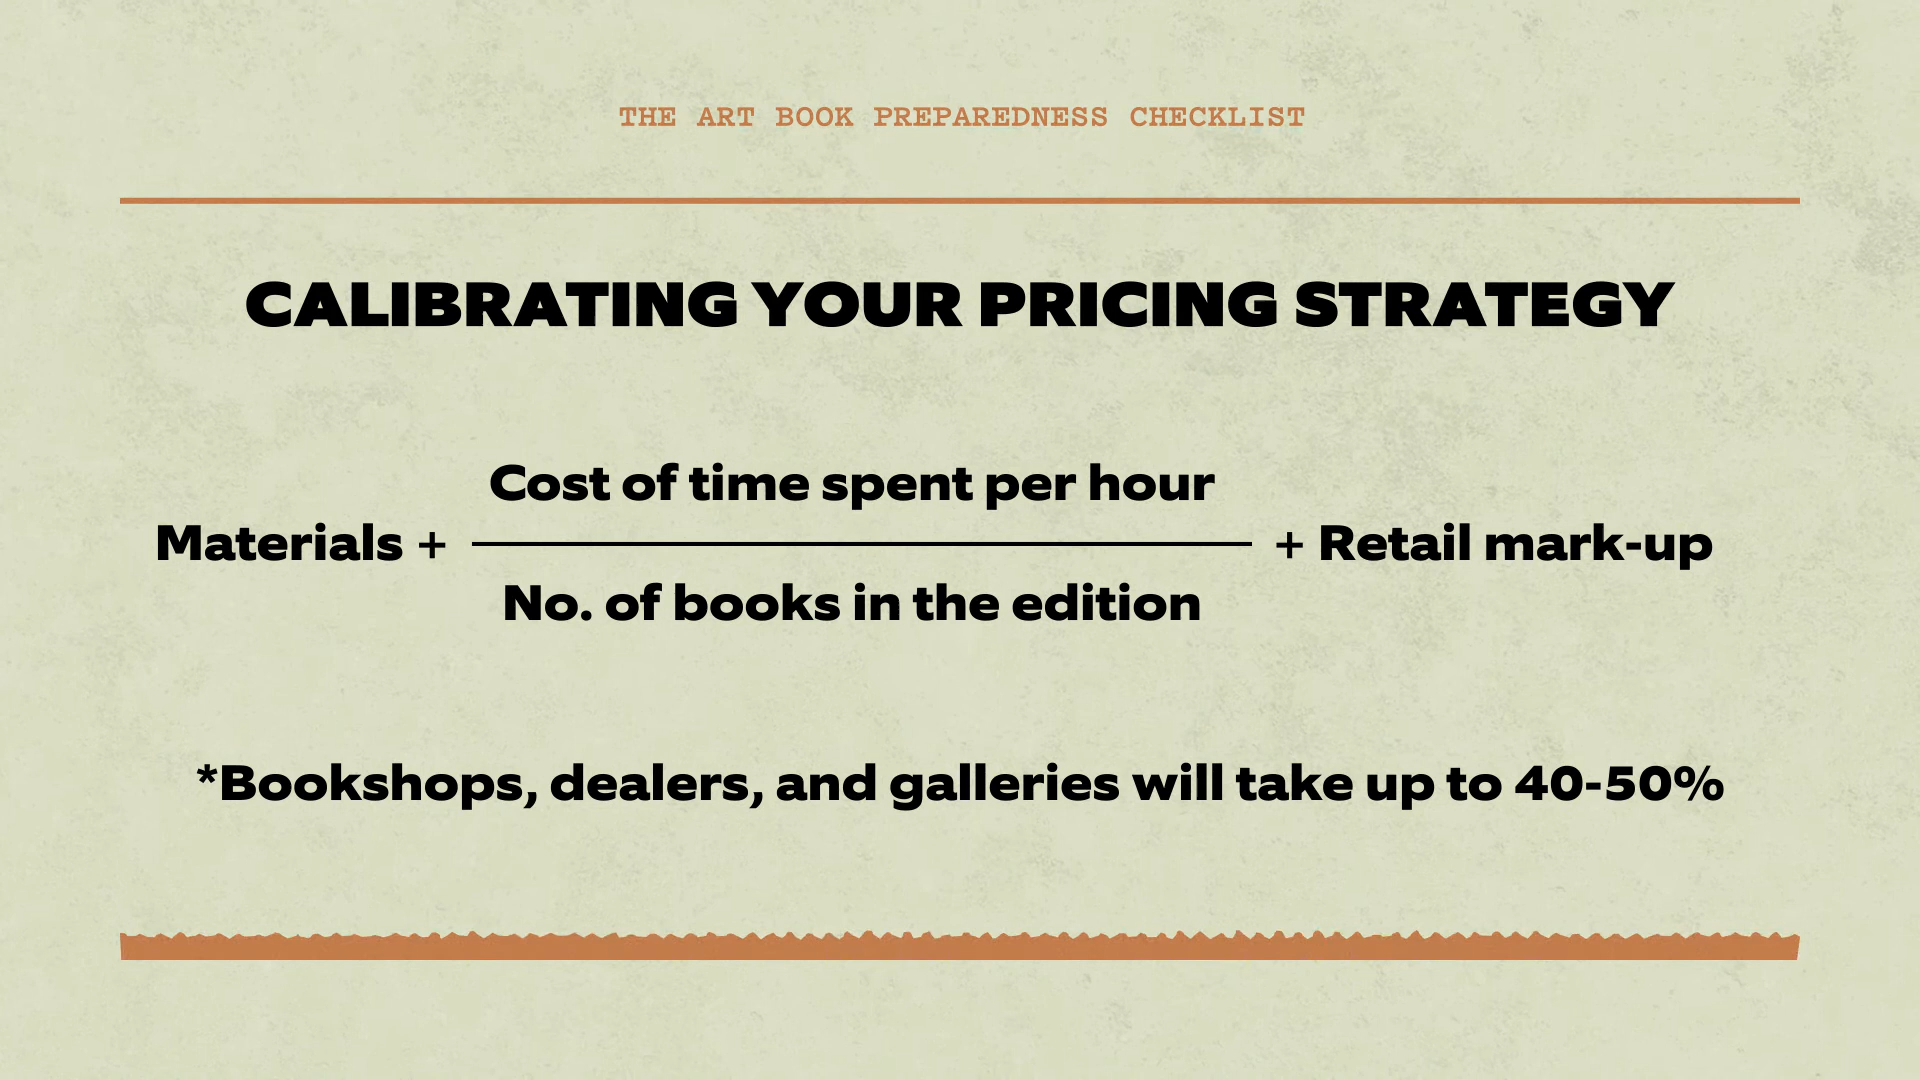 THE ART BOOK PREPAREDNESS CHECKLIST
CALIBRATING YOUR PRICING STRATEGY
Cost of time spent per hour
Materials + + Retail mark-up
No. of books in the edition
*Bookshops, dealers, and galleries will take up to 40-50%